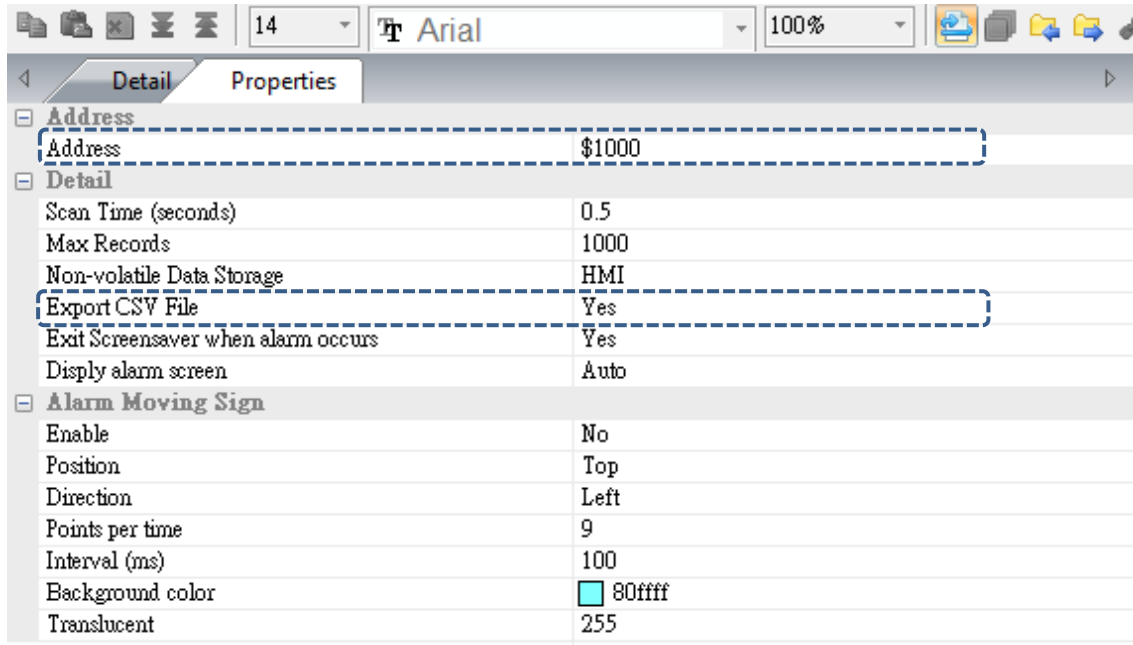 14 Arial 100%
Detail Properties
Address
Address $1000
Detail
Scan Time (seconds) 0.5
Max Records 1000
Non-volatile Data Storage HMI
Export CSV File Yes
Exit Screensaver when alarm occurs Yes
Disply alarm screen Auto
Alarm Moving Sign
Enable No
Position Top
Direction Left
Points per time 9
Interval (ms) 100
Background color 80ffff
Translucent 255